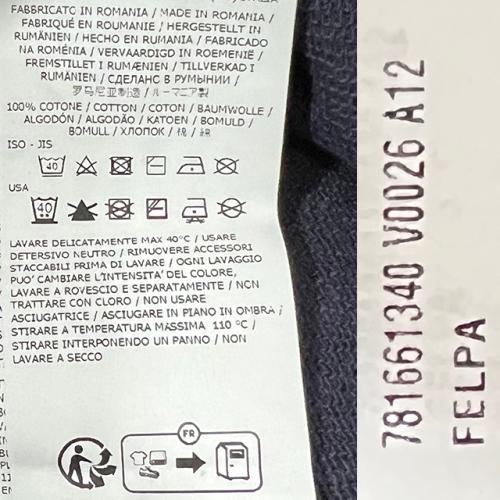 FABBRICATO IN ROMANIA / MADE IN ROMANIA /
FABRIQUÉ EN ROUMANIE / HERGESTELLT IN
RUMÄNIEN / HECHO EN RUMANIA / FABRICADO
NA ROMÉNIA / VERVAARDIGD IN ROEMENIË /
FREMSTILLET I RUMÆNIEN / TILLVERKAD I
RUMÄNIEN / СДЕЛАНО В РУМЫНИИ /
罗马尼亚制造 / ルーマニア製
100% COTONE / COTTON / COTON / BAUMWOLLE /
ALGODÓN / ALGODÃO / KATOEN / BOMULD /
BOMULL / ХЛОПОК / 棉 / 綿
ISO - JIS
40
USA
40
LAVARE DELICATAMENTE MAX 40°C / USARE
DETERSIVO NEUTRO / RIMUOVERE ACCESSORI
STACCABILI PRIMA DI LAVARE / OGNI LAVAGGIO
PUO' CAMBIARE L'INTENSITA' DEL COLORE,
LAVARE A ROVESCIO E SEPARATAMENTE / NON
TRATTARE CON CLORO / NON USARE
ASCIUGATRICE / ASCIUGARE IN PIANO IN OMBRA /
STIRARE A TEMPERATURA MASSIMA 110 °C /
STIRARE INTERPONENDO UN PANNO / NON
LAVARE A SECCO
FR
781661340 V0026 A12
FELPA